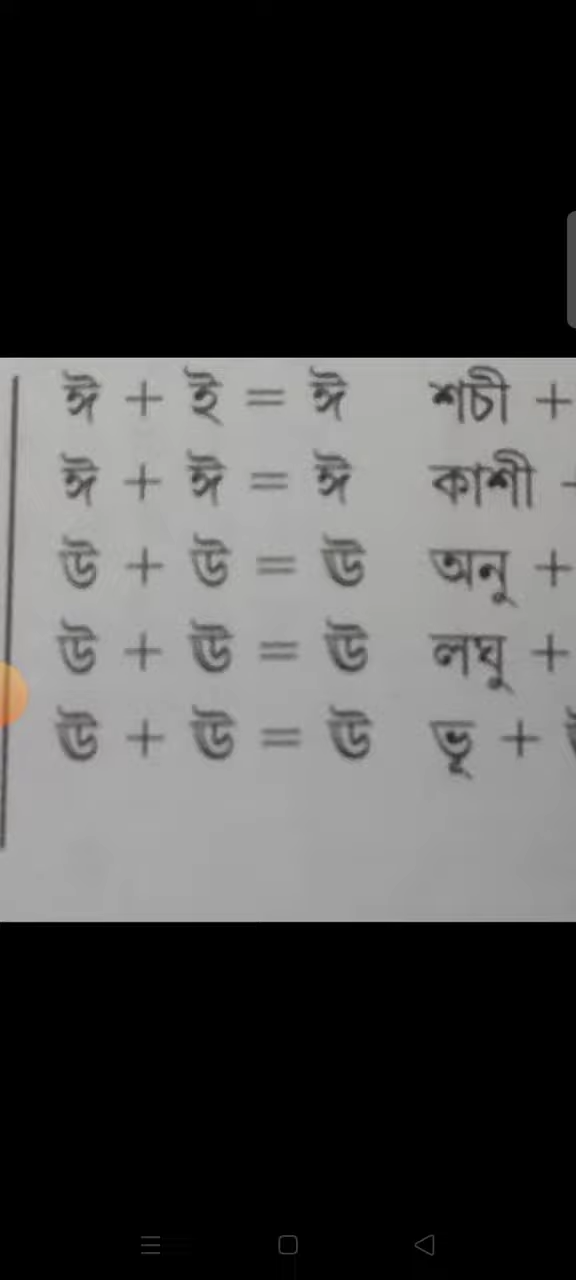 ঈ + ই = ঈ শচী +
ঈ + ঈ = ঈ কাশী
উ + উ = ঊ অনু +
উ + ঊ = ঊ লঘু +
ঊ + ঊ = ঊ ভূ +